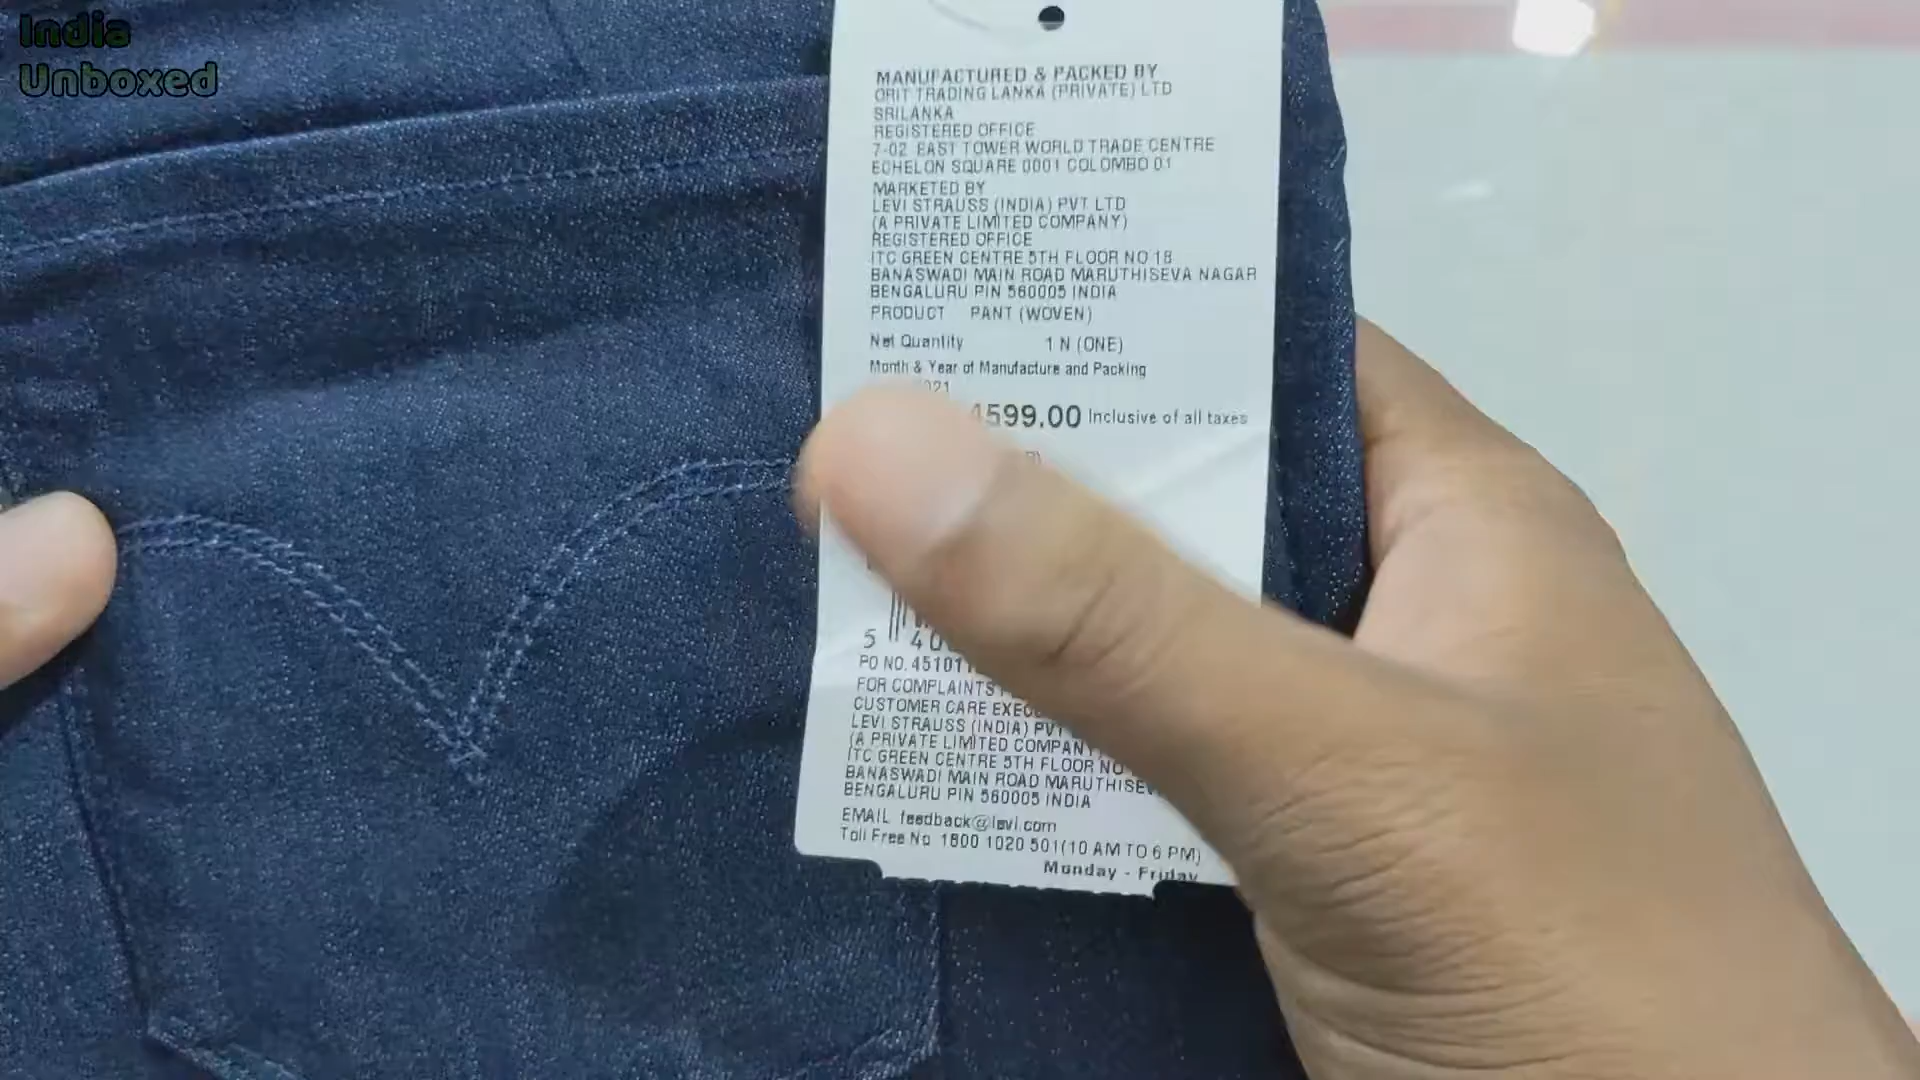 India
Unboxed
MANUFACTURED & PACKED BY
ORIT TRADING LANKA (PRIVATE) LTD
SRILANKA
REGISTERED OFFICE
7-02 EAST TOWER WORLD TRADE CENTRE
ECHELON SQUARE 0001 COLOMBO 01
MARKETED BY
LEVI STRAUSS (INDIA) PVT LTD
(A PRIVATE LIMITED COMPANY)
REGISTERED OFFICE
ITC GREEN CENTRE 5TH FLOOR NO 18
BANASWADI MAIN ROAD MARUTHISEVA NAGAR
BENGALURU PIN 560005 INDIA
PRODUCT PANT (WOVEN)
Net Quantity 1 N (ONE)
Month & Year of Manufacture and Packing
4599.00 Inclusive of all taxes
5
PO NO.
FOR COMPLAINTS
CUSTOMER CARE
LEVI STRAUSS (INDIA)
(A PRIVATE LIMITED COMPANY
ITC GREEN CENTRE 5TH FLOOR NO
BANASWADI MAIN ROAD
BENGALURU PIN 560005 INDIA
EMAIL feedback@levi.com
Toll Free No 1800 1020 501(10 AM TO 6 PM)
Monday - Friday